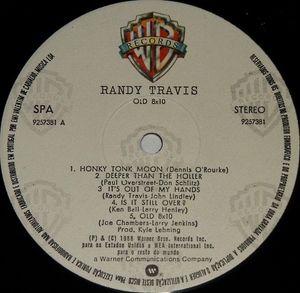 RECORDS
RANDY TRAVIS
OLD 8x10
SPA
9257381 A
STEREO
9257381
1. HONKY TONK MOON (Dennis O'Rourke)
2. DEEPER THAN THE HOLLER
(Paul Overstreet-Don Schlitz)
3 IT'S OUT OF MY HANDS
(Randy Travis-John Lindley)
4. IS IT STILL OVER?
(Ken Bell-Larry Henley)
5. OLD 8x10
(Joe Chambers-Larry Jenkins)
Prod. Kyle Lehning
(P) (C) 1988 Warner Bros. Records Inc.
para os Estados Unidos e WEA International Inc.
para o resto do mundo
a Warner Communications Company